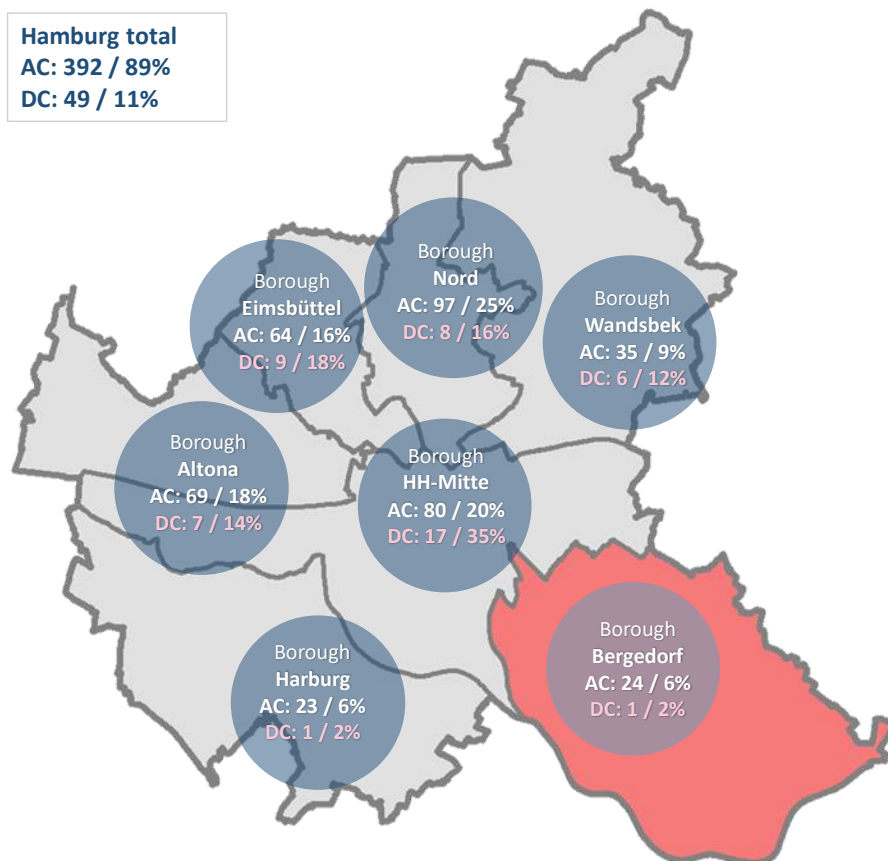 Hamburg total
AC: 392 / 89%
DC: 49 / 11%
Borough
Nord
AC: 97 / 25%
DC: 8 / 16%
Borough
Eimsbüttel
AC: 64 / 16%
DC: 9 / 18%
Borough
Wandsbek
AC: 35 / 9%
DC: 6 / 12%
Borough
Altona
AC: 69 / 18%
DC: 7 / 14%
Borough
HH-Mitte
AC: 80 / 20%
DC: 17 / 35%
Borough
Harburg
AC: 23 / 6%
DC: 1 / 2%
Borough
Bergedorf
AC: 24 / 6%
DC: 1 / 2%